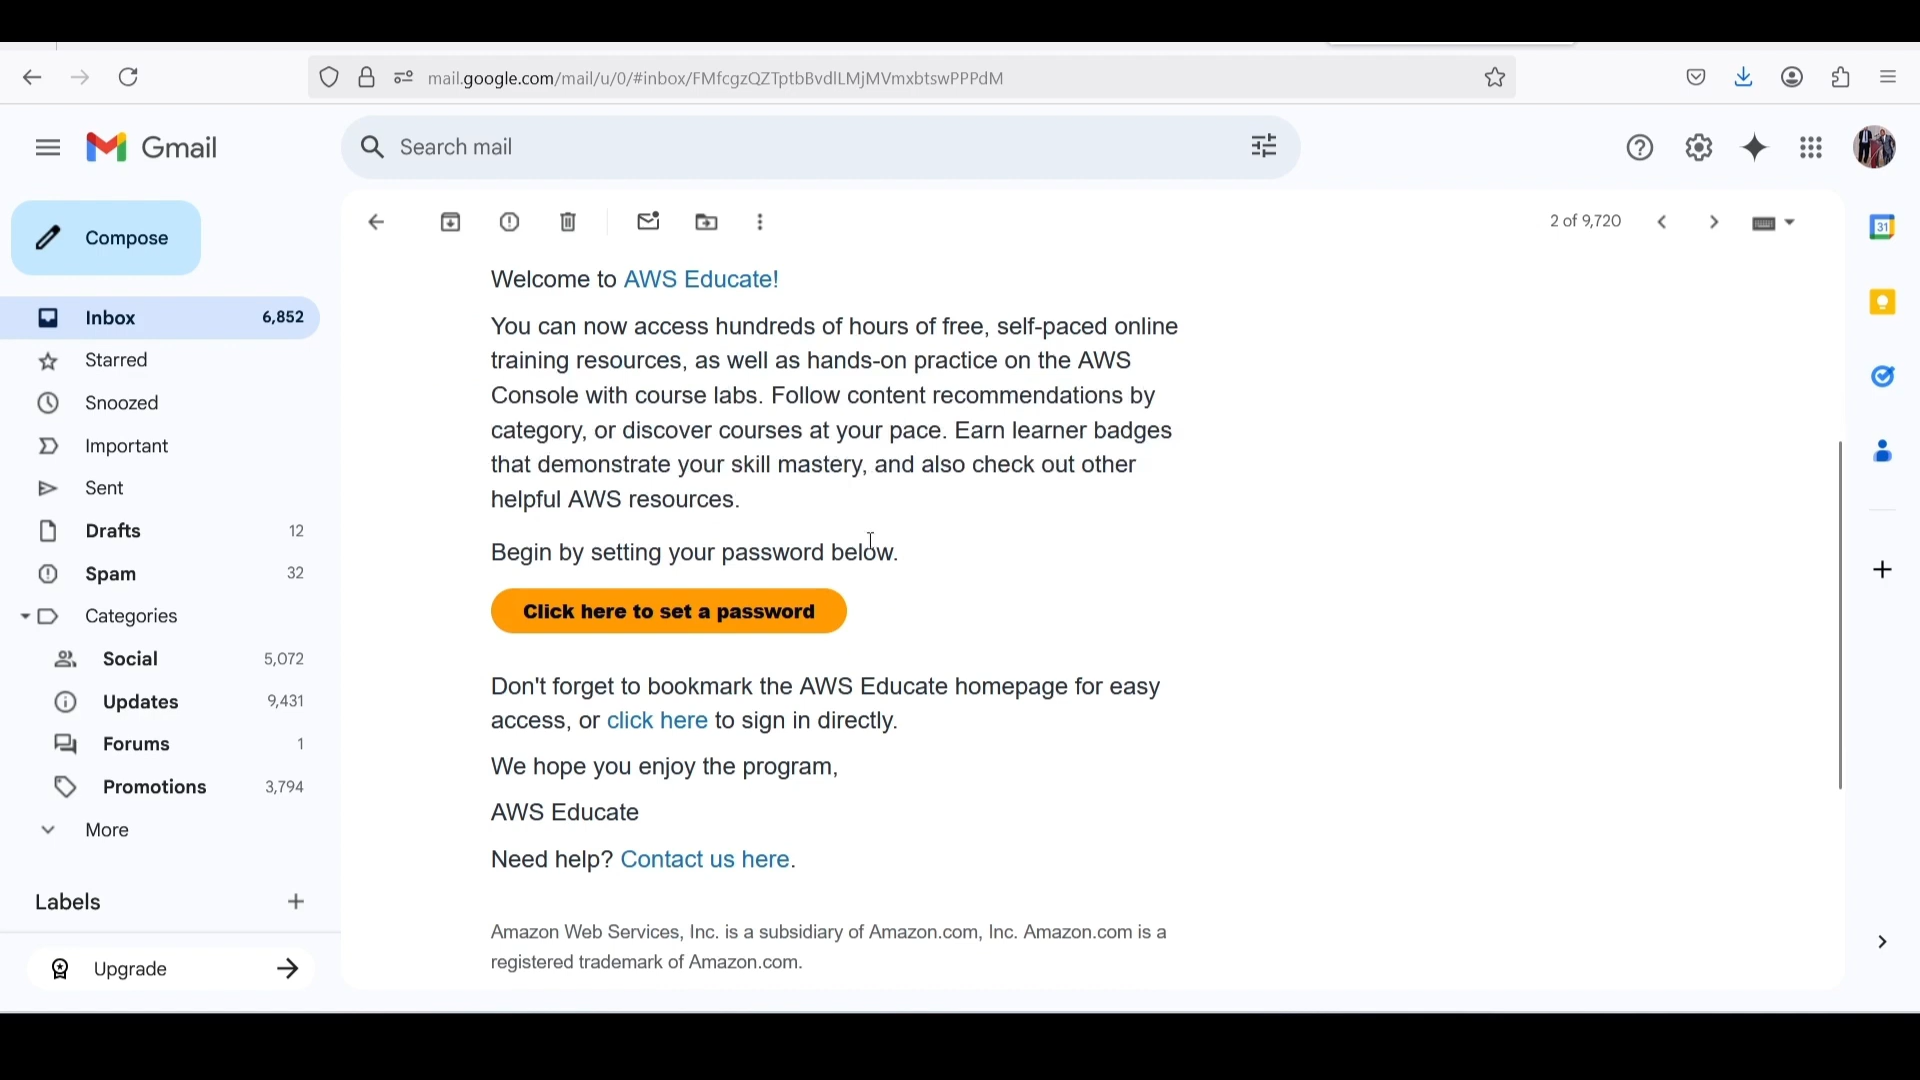 mail.google.com/mail/u/0/#inbox/FMfcgzQZTptbBvdlLMjMVmxbtswPPPdM
Gmail
Search mail
Compose
2 of 9,720
31
Inbox 6,852
Starred
Snoozed
Important
Sent
Drafts 12
Spam 32
Categories
Social 5,072
Updates 9,431
Forums 1
Promotions 3,794
More
Labels
Upgrade
Welcome to AWS Educate!
You can now access hundreds of hours of free, self-paced online
training resources, as well as hands-on practice on the AWS
Console with course labs. Follow content recommendations by
category, or discover courses at your pace. Earn learner badges
that demonstrate your skill mastery, and also check out other
helpful AWS resources.
Begin by setting your password below.
Click here to set a password
Don't forget to bookmark the AWS Educate homepage for easy
access, or click here to sign in directly.
We hope you enjoy the program,
AWS Educate
Need help? Contact us here.
Amazon Web Services, Inc. is a subsidiary of Amazon.com, Inc. Amazon.com is a
registered trademark of Amazon.com.